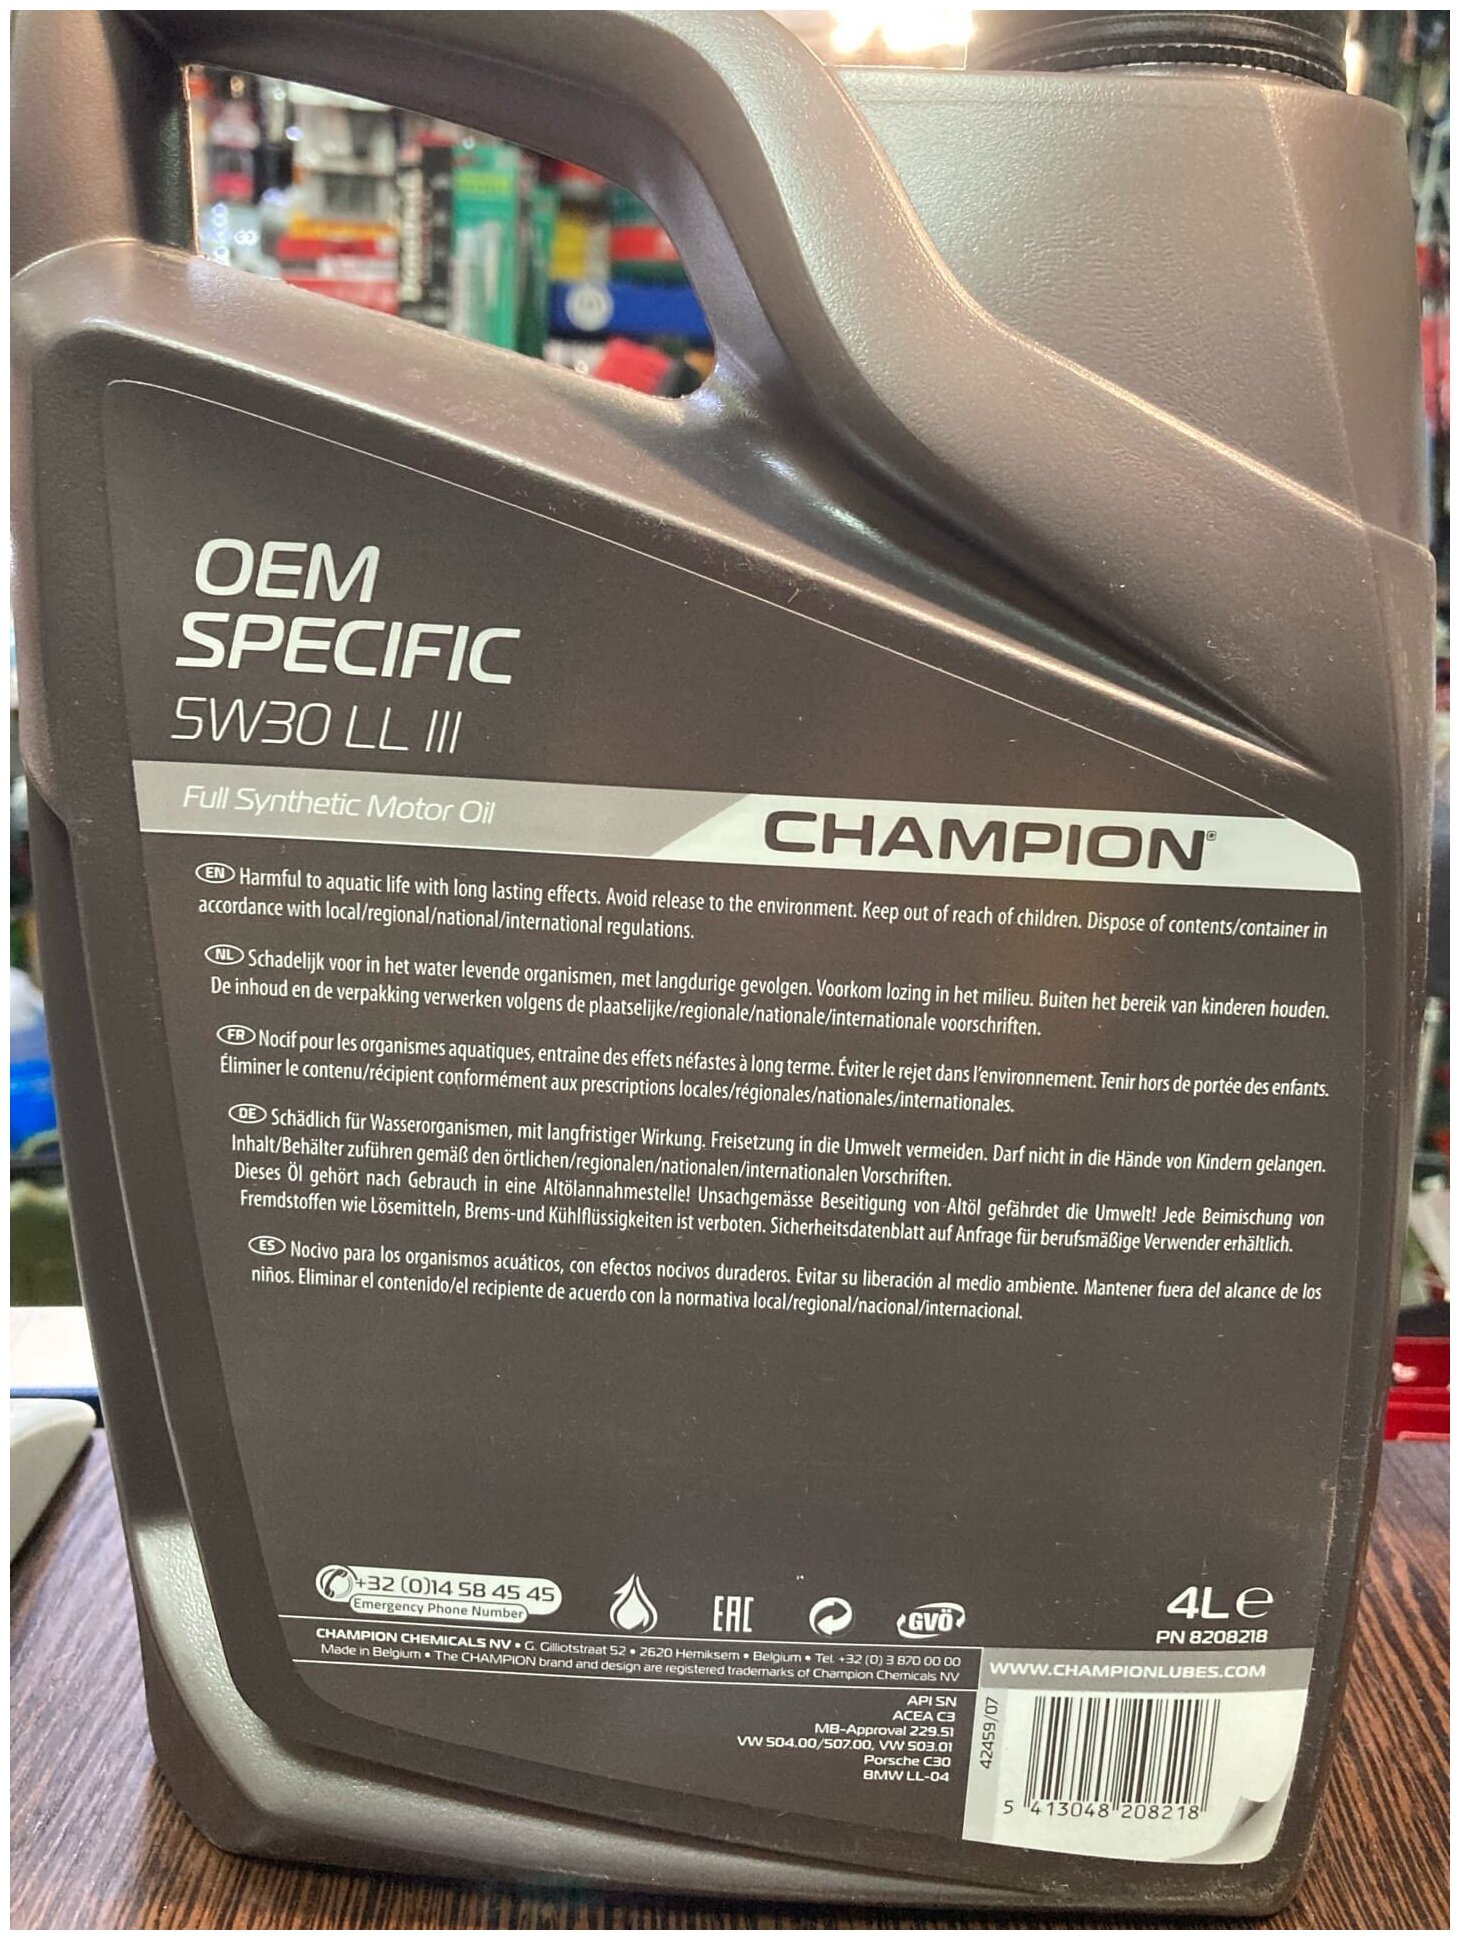 OEM
SPECIFIC
5W30 LL III
Full Synthetic Motor Oil
CHAMPION®
EN Harmful to aquatic life with long lasting effects. Avoid release to the environment. Keep out of reach of children. Dispose of contents/container in
accordance with local/regional/national/international regulations.
NL Schadelijk voor in het water levende organismen, met langdurige gevolgen. Voorkom lozing in het milieu. Buiten het bereik van kinderen houden.
De inhoud en de verpakking verwerken volgens de plaatselijke/regionale/nationale/internationale voorschriften.
FR Nocif pour les organismes aquatiques, entraîne des effets néfastes à long terme. Éviter le rejet dans l'environnement. Tenir hors de portée des enfants.
Éliminer le contenu/récipient conformément aux prescriptions locales/régionales/nationales/internationales.
DE Schädlich für Wasserorganismen, mit langfristiger Wirkung. Freisetzung in die Umwelt vermeiden. Darf nicht in die Hände von Kindern gelangen.
Inhalt/Behälter zuführen gemäß den örtlichen/regionalen/nationalen/internationalen Vorschriften.
Dieses Öl gehört nach Gebrauch in eine Altölannahmestelle! Unsachgemässe Beseitigung von Altöl gefährdet die Umwelt! Jede Beimischung von
Fremdstoffen wie Lösemitteln, Brems-und Kühlflüssigkeiten ist verboten. Sicherheitsdatenblatt auf Anfrage für berufsmäßige Verwender erhältlich.
ES Nocivo para los organismos acuáticos, con efectos nocivos duraderos. Evitar su liberación al medio ambiente. Mantener fuera del alcance de los
niños. Eliminar el contenido/el recipiente de acuerdo con la normativa local/regional/nacional/internacional.
+32 (0)14 58 45 45
Emergency Phone Number
EAC
GVÖ
4L e
PN 8208218
CHAMPION CHEMICALS NV • G. Gilliotstraat 52 • 2620 Hemiksem • Belgium • Tel. +32 (0) 3 870 00 00
Made in Belgium • The CHAMPION brand and design are registered trademarks of Champion Chemicals NV
WWW.CHAMPIONLUBES.COM
API SN
ACEA C3
MB-Approval 229.51
VW 504.00/507.00, VW 503.01
Porsche C30
BMW LL-04
42459/07
5 413048 208218